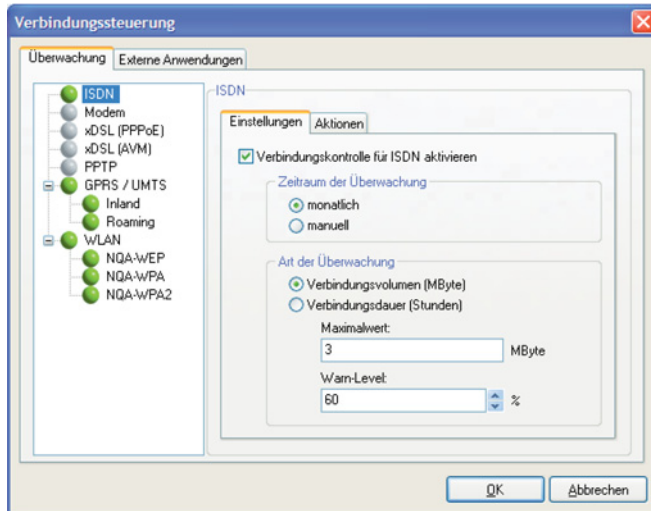 Verbindungssteuerung
Überwachung Externe Anwendungen
ISDN
Modem
xDSL (PPPoE)
xDSL (AVM)
PPTP
GPRS / UMTS
Inland
Roaming
WLAN
NQA-WEP
NQA-WPA
NQA-WPA2
ISDN
Einstellungen Aktionen
Verbindungskontrolle für ISDN aktivieren
Zeitraum der Überwachung
monatlich
manuell
Art der Überwachung
Verbindungsvolumen (MByte)
Verbindungsdauer (Stunden)
Maximalwert:
3 MByte
Warn-Level:
60 %
OK Abbrechen